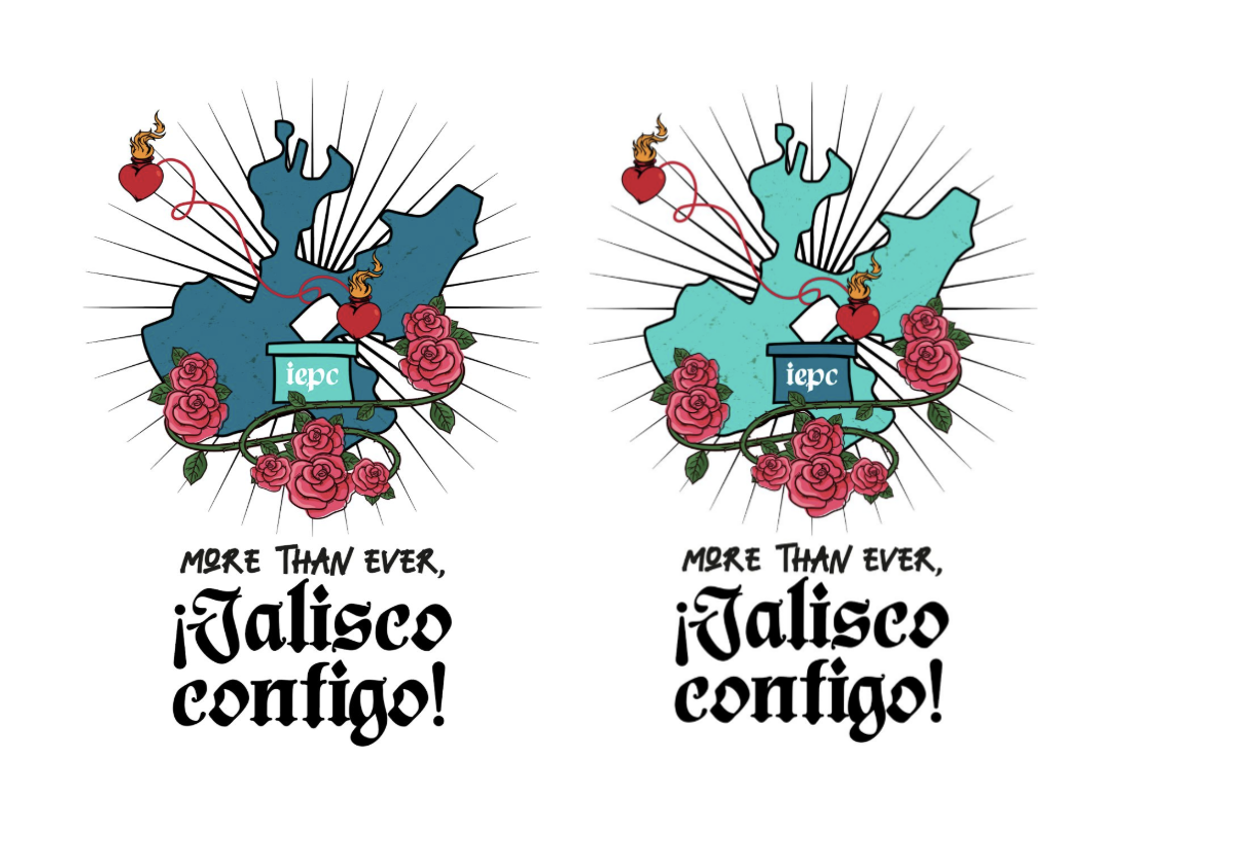 iepc
MORE THAN EVER,
¡Jalisco
contigo!
iepc
MORE THAN EVER,
¡Jalisco
contigo!